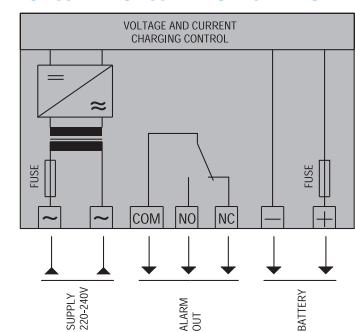 VOLTAGE AND CURRENT
CHARGING CONTROL
=
≈
FUSE
FUSE
~
~
COM
NO
NC
—
+
SUPPLY
220-240V
ALARM
OUT
BATTERY